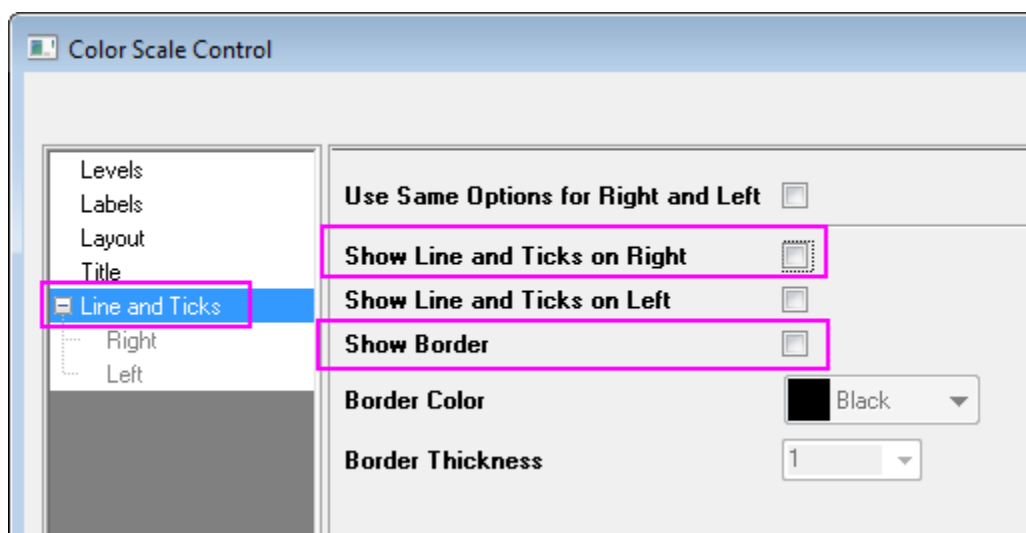 Color Scale Control
Levels
Labels
Layout
Title
Line and Ticks
Right
Left
Use Same Options for Right and Left
Show Line and Ticks on Right
Show Line and Ticks on Left
Show Border
Border Color
Black
Border Thickness
1